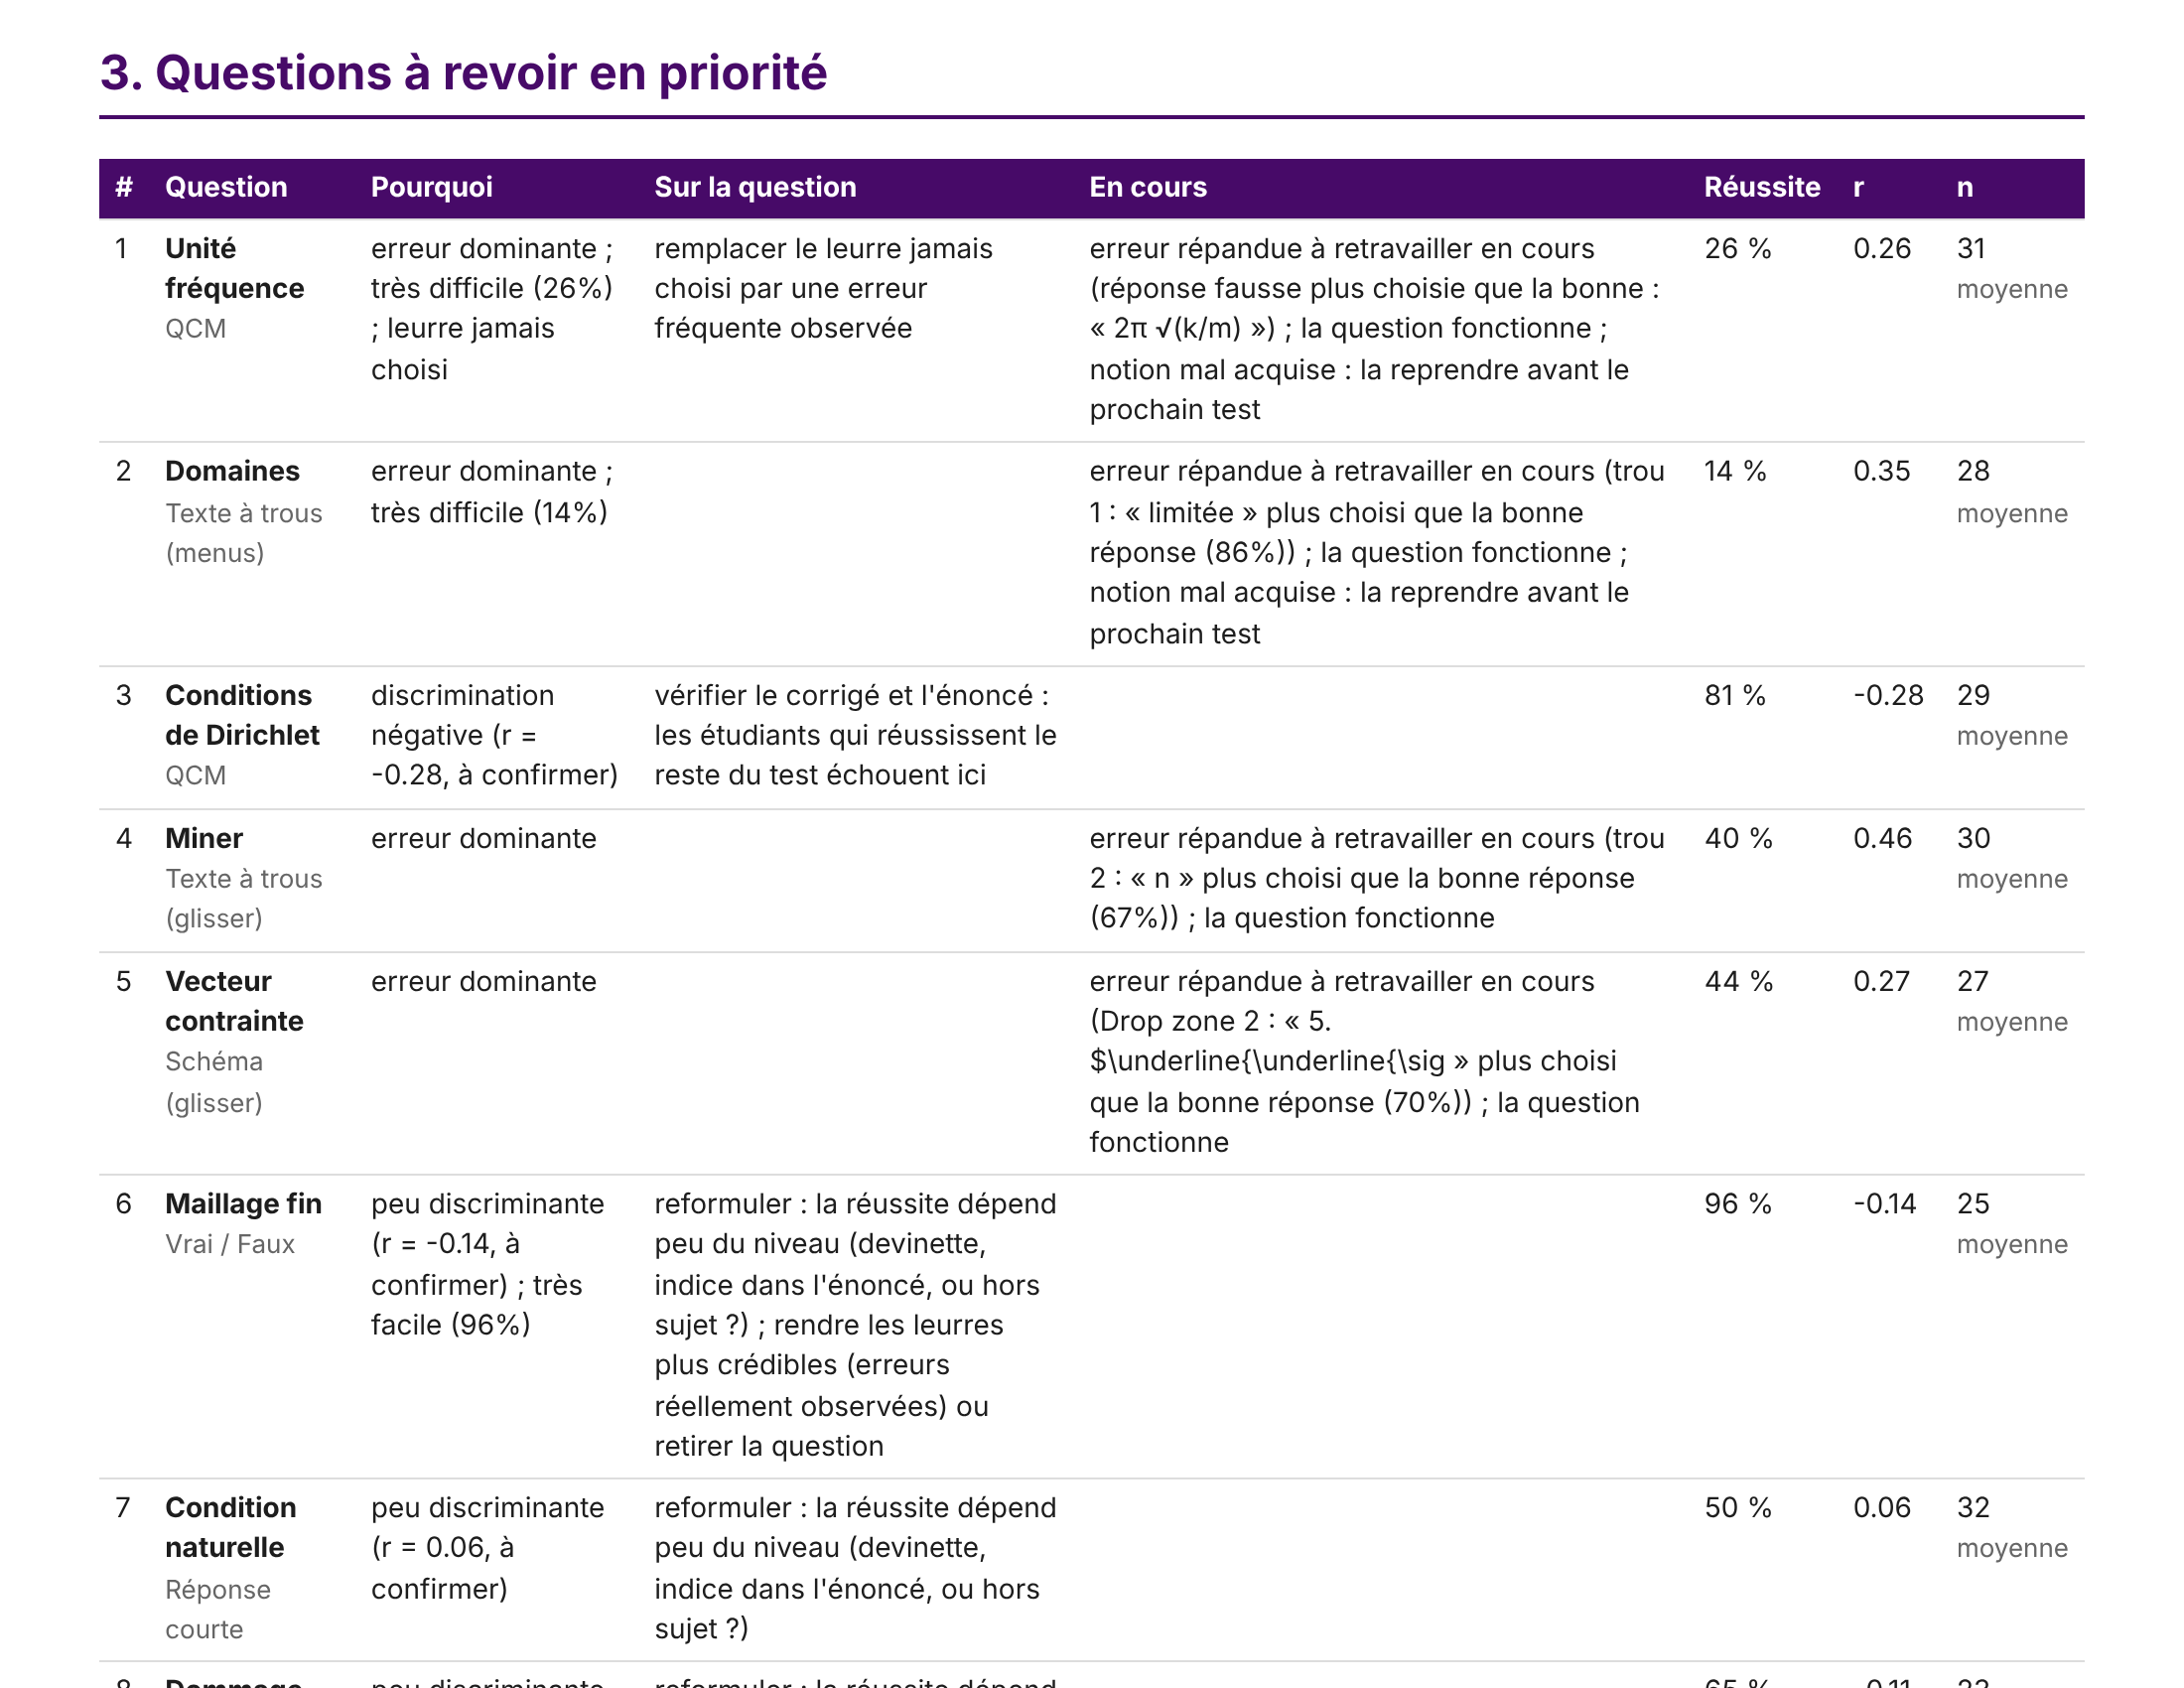 3. Questions à revoir en priorité
# Question Pourquoi Sur la question En cours Réussite r n
1 Unité erreur dominante ; remplacer le leurre jamais erreur répandue à retravailler en cours 26 % 0.26 31
fréquence très difficile (26%) choisi par une erreur (réponse fausse plus choisie que la bonne : moyenne
QCM ; leurre jamais fréquente observée « 2π √(k/m) ») ; la question fonctionne ;
choisi notion mal acquise : la reprendre avant le
prochain test
2 Domaines erreur dominante ; erreur répandue à retravailler en cours (trou 14 % 0.35 28
Texte à trous très difficile (14%) 1 : « limitée » plus choisi que la bonne moyenne
(menus) réponse (86%)) ; la question fonctionne ;
notion mal acquise : la reprendre avant le
prochain test
3 Conditions discrimination vérifier le corrigé et l'énoncé : 81 % -0.28 29
de Dirichlet négative (r = les étudiants qui réussissent le moyenne
QCM -0.28, à confirmer) reste du test échouent ici
4 Miner erreur dominante erreur répandue à retravailler en cours (trou 40 % 0.46 30
Texte à trous 2 : « n » plus choisi que la bonne réponse moyenne
(glisser) (67%)) ; la question fonctionne
5 Vecteur erreur dominante erreur répandue à retravailler en cours 44 % 0.27 27
contrainte (Drop zone 2 : « 5. moyenne
Schéma $\underline{\underline{\sig » plus choisi
(glisser) que la bonne réponse (70%)) ; la question
fonctionne
6 Maillage fin peu discriminante reformuler : la réussite dépend 96 % -0.14 25
Vrai / Faux (r = -0.14, à peu du niveau (devinette, moyenne
confirmer) ; très indice dans l'énoncé, ou hors
facile (96%) sujet ?) ; rendre les leurres
plus crédibles (erreurs
réellement observées) ou
retirer la question
7 Condition peu discriminante reformuler : la réussite dépend 50 % 0.06 32
naturelle (r = 0.06, à peu du niveau (devinette, moyenne
Réponse confirmer) indice dans l'énoncé, ou hors
courte sujet ?)
peu discriminante reformuler : la réussite dépend